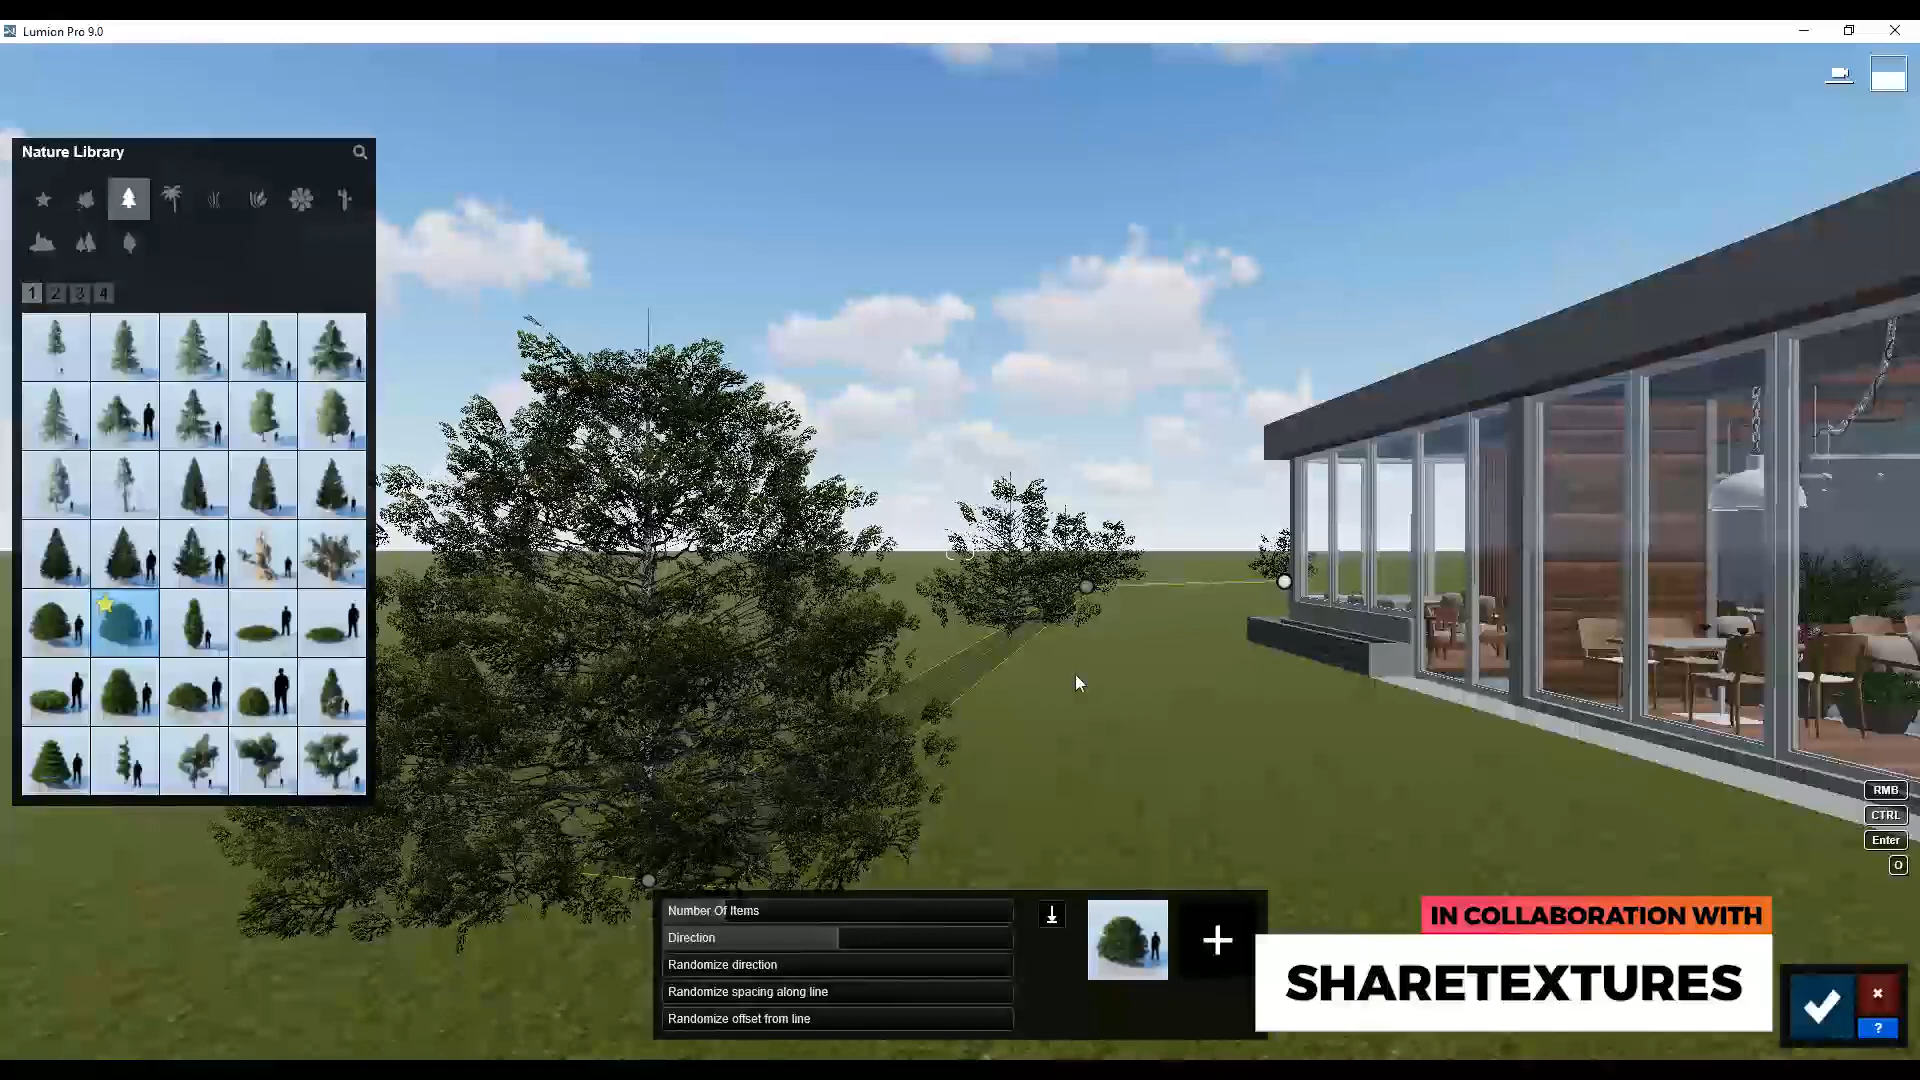 Lumion Pro 9.0
Nature Library
1 2 3 4
RMB
CTRL
Enter
O
Number Of Items
Direction
Randomize direction
Randomize spacing along line
Randomize offset from line
IN COLLABORATION WITH
SHARETEXTURES
?